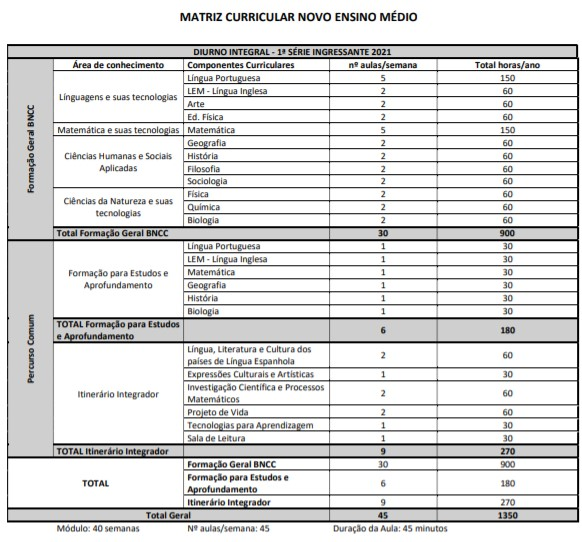 MATRIZ CURRICULAR NOVO ENSINO MÉDIO
DIURNO INTEGRAL - 1ª SÉRIE INGRESSANTE 2021
Área de conhecimento Componentes Curriculares nº aulas/semana Total horas/ano
Formação Geral BNCC
Línguagens e suas tecnologias
Língua Portuguesa 5 150
LEM - Língua Inglesa 2 60
Arte 2 60
Ed. Física 2 60
Matemática e suas tecnologias Matemática 5 150
Ciências Humanas e Sociais
Aplicadas
Geografia 2 60
História 2 60
Filosofia 2 60
Sociologia 2 60
Ciências da Natureza e suas
tecnologias
Física 2 60
Química 2 60
Biologia 2 60
Total Formação Geral BNCC 30 900
Percurso Comum
Formação para Estudos e
Aprofundamento
Língua Portuguesa 1 30
LEM - Língua Inglesa 1 30
Matemática 1 30
Geografia 1 30
História 1 30
Biologia 1 30
TOTAL Formação para Estudos
e Aprofundamento 6 180
Itinerário Integrador
Língua, Literatura e Cultura dos
países de Língua Espanhola 2 60
Expressões Culturais e Artísticas 1 30
Investigação Científica e Processos
Matemáticos 2 60
Projeto de Vida 2 60
Tecnologias para Aprendizagem 1 30
Sala de Leitura 1 30
TOTAL Itinerário Integrador 9 270
TOTAL
Formação Geral BNCC 30 900
Formação para Estudos e
Aprofundamento 6 180
Itinerário Integrador 9 270
Total Geral 45 1350
Módulo: 40 semanas Nº aulas/semana: 45 Duração da Aula: 45 minutos